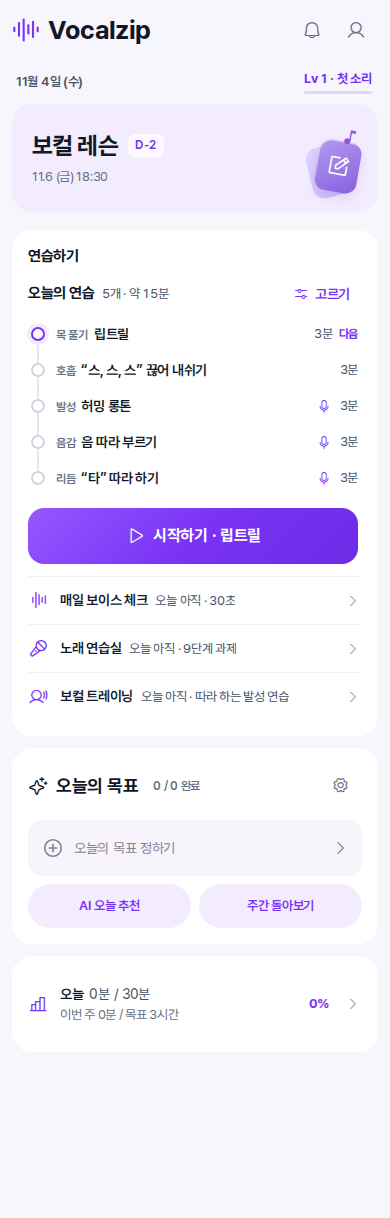 Vocalzip
11월 4일 (수)
Lv 1 · 첫 소리
보컬 레슨 D-2
11.6 (금) 18:30
연습하기
오늘의 연습 5개 · 약 15분 고르기
목 풀기 립트릴 3분 다음
호흡 “스, 스, 스” 끊어 내쉬기 3분
발성 허밍 롱톤 3분
음감 음 따라 부르기 3분
리듬 “타” 따라 하기 3분
시작하기 · 립트릴
매일 보이스 체크 오늘 아직 · 30초
노래 연습실 오늘 아직 · 9단계 과제
보컬 트레이닝 오늘 아직 · 따라 하는 발성 연습
오늘의 목표 0 / 0 완료
오늘의 목표 정하기
AI 오늘 추천 주간 돌아보기
오늘 0분 / 30분 0%
이번 주 0분 / 목표 3시간